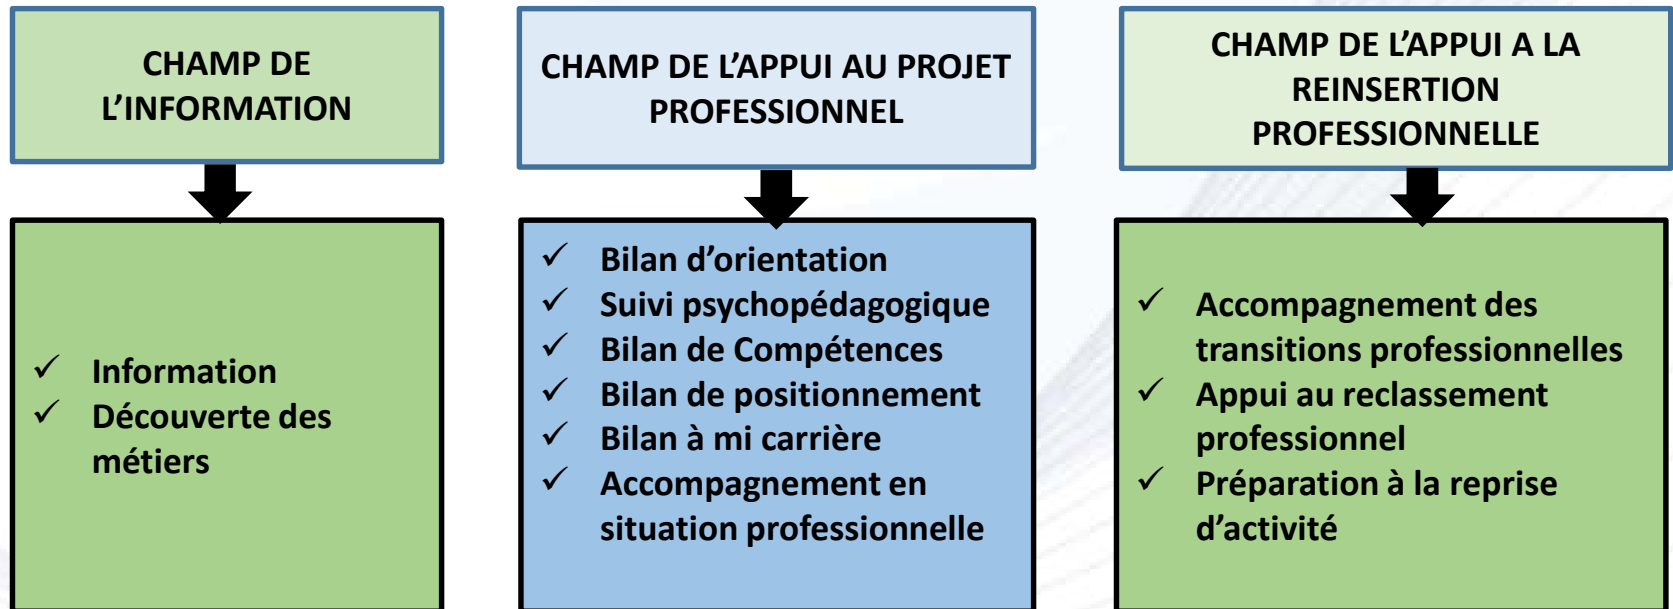 CHAMP DE
L’INFORMATION
✓ Information
✓ Découverte des
métiers
CHAMP DE L’APPUI AU PROJET
PROFESSIONNEL
✓ Bilan d’orientation
✓ Suivi psychopédagogique
✓ Bilan de Compétences
✓ Bilan de positionnement
✓ Bilan à mi carrière
✓ Accompagnement en
situation professionnelle
CHAMP DE L’APPUI A LA
REINSERTION
PROFESSIONNELLE
✓ Accompagnement des
transitions professionnelles
✓ Appui au reclassement
professionnel
✓ Préparation à la reprise
d’activité